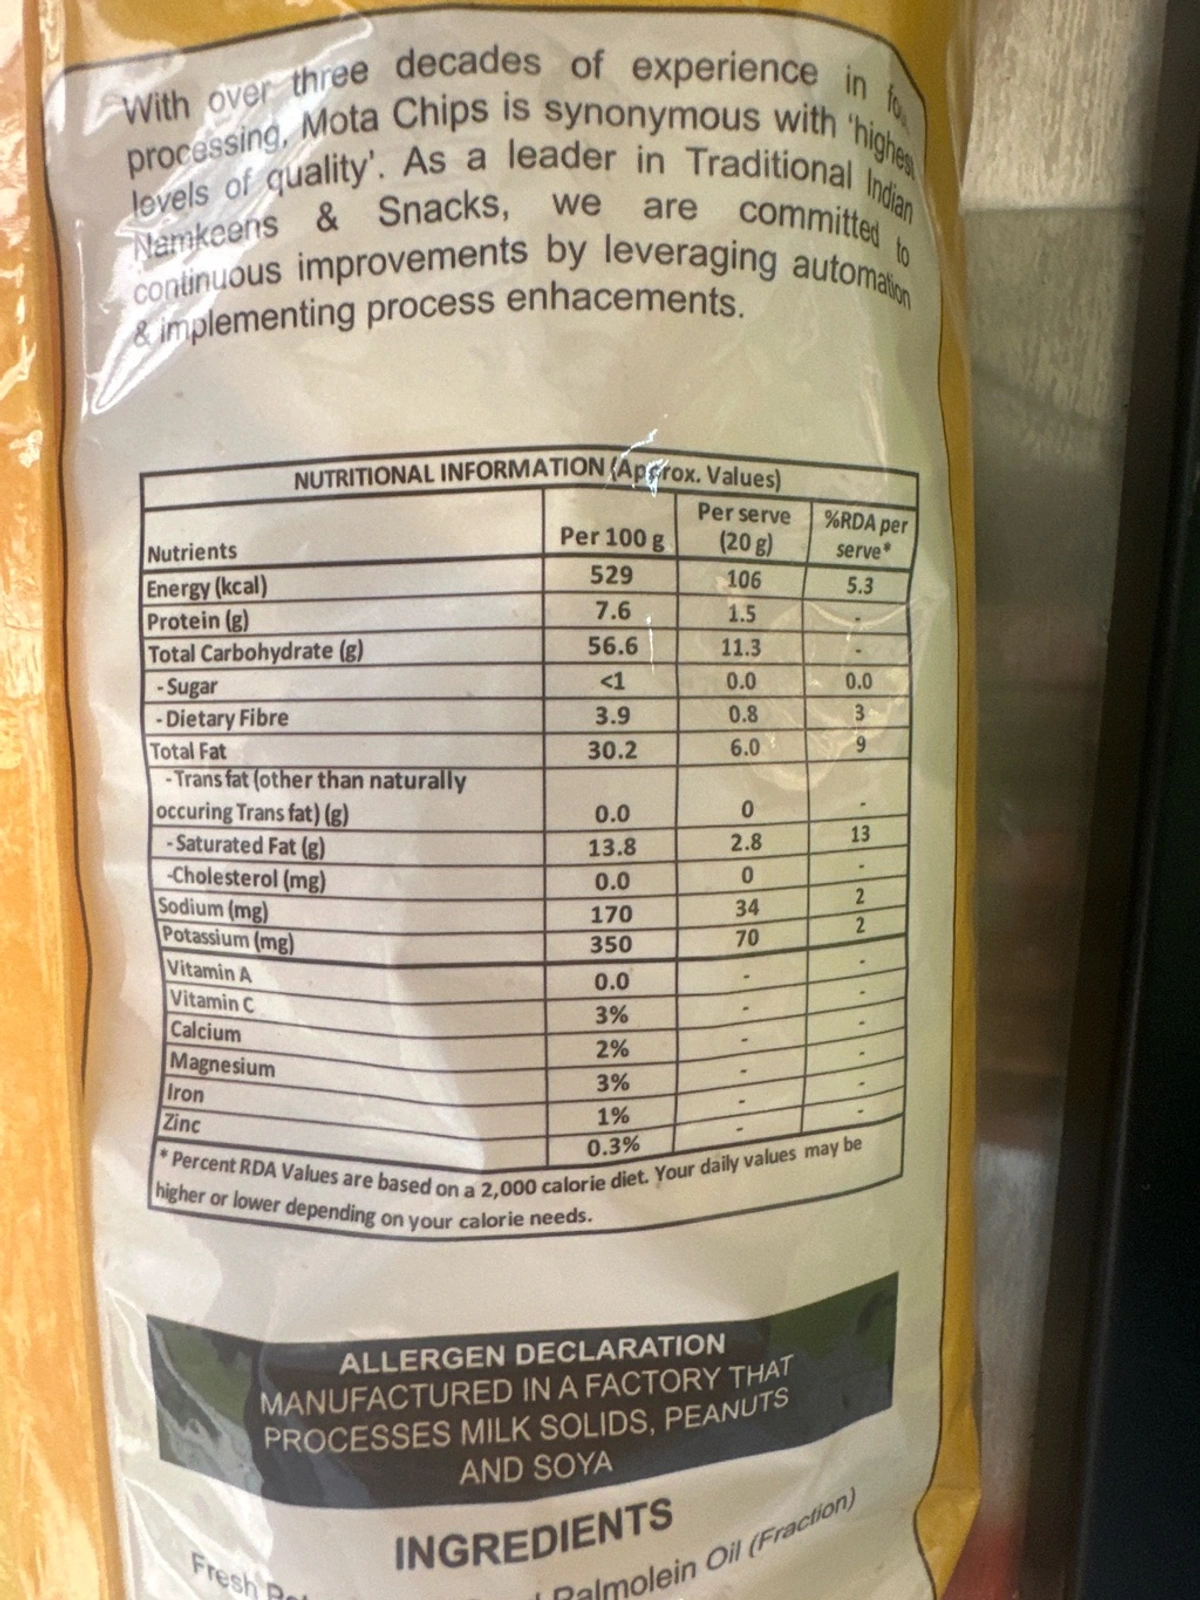 With over three decades of experience in
processing, Mota Chips is synonymous with 'highest
levels of quality'. As a leader in Traditional Indian
Namkeens & Snacks, we are committed to
continuous improvements by leveraging automation
& implementing process enhacements.
NUTRITIONAL INFORMATION (Approx. Values)
Nutrients Per 100 g Per serve (20 g) %RDA per serve*
Energy (kcal) 529 106 5.3
Protein (g) 7.6 1.5 -
Total Carbohydrate (g) 56.6 11.3 -
- Sugar <1 0.0 0.0
- Dietary Fibre 3.9 0.8 3
Total Fat 30.2 6.0 9
- Trans fat (other than naturally
occuring Trans fat) (g) 0.0 0 -
- Saturated Fat (g) 13.8 2.8 13
-Cholesterol (mg) 0.0 0 -
Sodium (mg) 170 34 2
Potassium (mg) 350 70 2
Vitamin A 0.0 - -
Vitamin C 3% - -
Calcium 2% - -
Magnesium 3% - -
Iron 1% - -
Zinc 0.3% - -
* Percent RDA Values are based on a 2,000 calorie diet. Your daily values may be
higher or lower depending on your calorie needs.
ALLERGEN DECLARATION
MANUFACTURED IN A FACTORY THAT
PROCESSES MILK SOLIDS, PEANUTS
AND SOYA
INGREDIENTS
Fresh Palmolein Oil (Fraction)